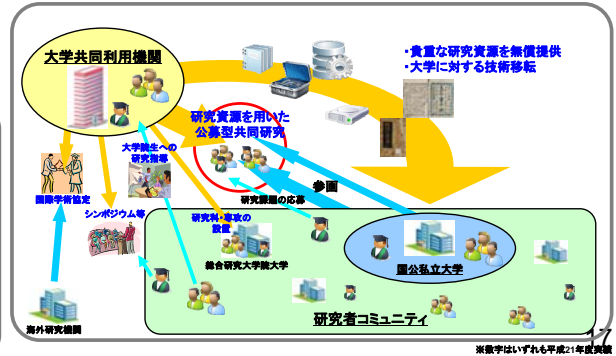 大学共同利用機関
・貴重な研究資源を無償提供
・大学に対する技術移転
研究資源を用いた
公募型共同研究
大学院生への
研究指導
参画
研究課題の応募
国際学術協定
シンポジウム等
研究科・専攻の
設置
総合研究大学院大学
国公私立大学
海外研究機関
研究者コミュニティ
17
※数字はいずれも平成21年度実績